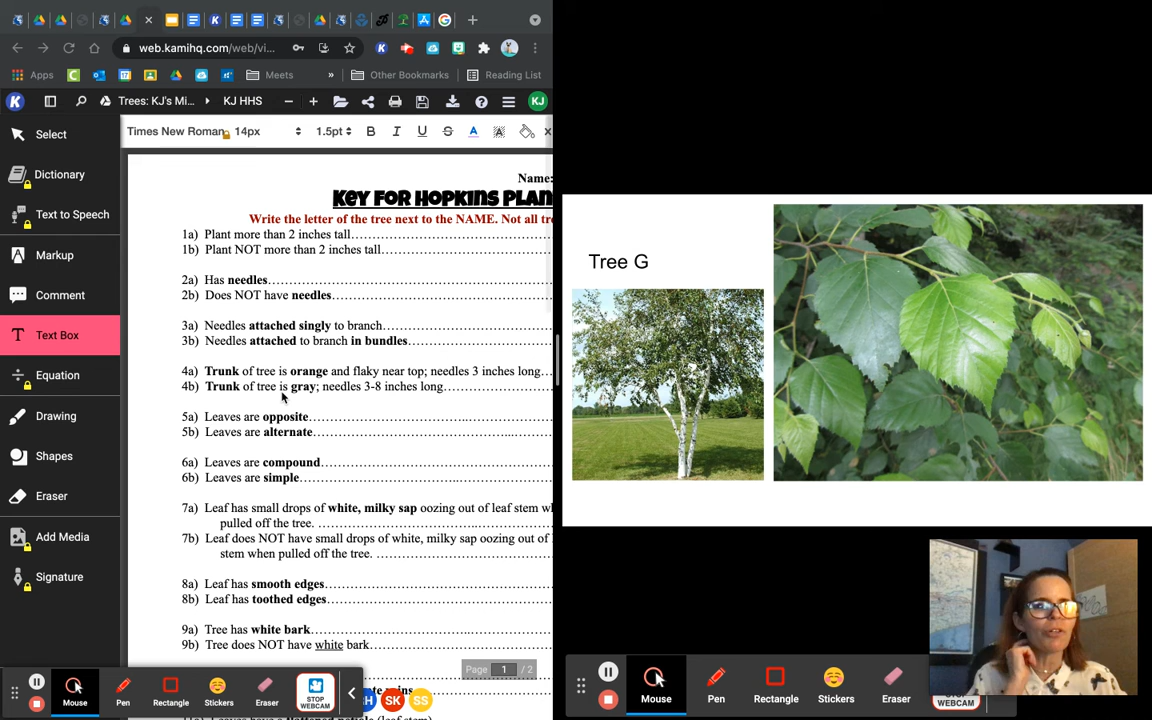 web.kamihq.com/web/vi...
Apps
Meets
»
Other Bookmarks
Reading List
Trees: KJ's Mi...
KJ HHS
KJ
Select
Dictionary
Text to Speech
Markup
Comment
Text Box
Equation
Drawing
Shapes
Eraser
Add Media
Signature
Times New Roman 14px 1.5pt B I U S A A
Name:
Key for Hopkins Plan
Write the letter of the tree next to the NAME. Not all tre
1a) Plant more than 2 inches tall
1b) Plant NOT more than 2 inches tall
2a) Has needles
2b) Does NOT have needles
3a) Needles attached singly to branch
3b) Needles attached to branch in bundles
4a) Trunk of tree is orange and flaky near top; needles 3 inches long
4b) Trunk of tree is gray; needles 3-8 inches long
5a) Leaves are opposite
5b) Leaves are alternate
6a) Leaves are compound
6b) Leaves are simple
7a) Leaf has small drops of white, milky sap oozing out of leaf stem wh
pulled off the tree.
7b) Leaf does NOT have small drops of white, milky sap oozing out of
stem when pulled off the tree.
8a) Leaf has smooth edges
8b) Leaf has toothed edges
9a) Tree has white bark
9b) Tree does NOT have white bark
Page 1 / 2
SK SS
Mouse Pen Rectangle Stickers Eraser STOP WEBCAM
Tree G
Mouse Pen Rectangle Stickers Eraser WEBCAM